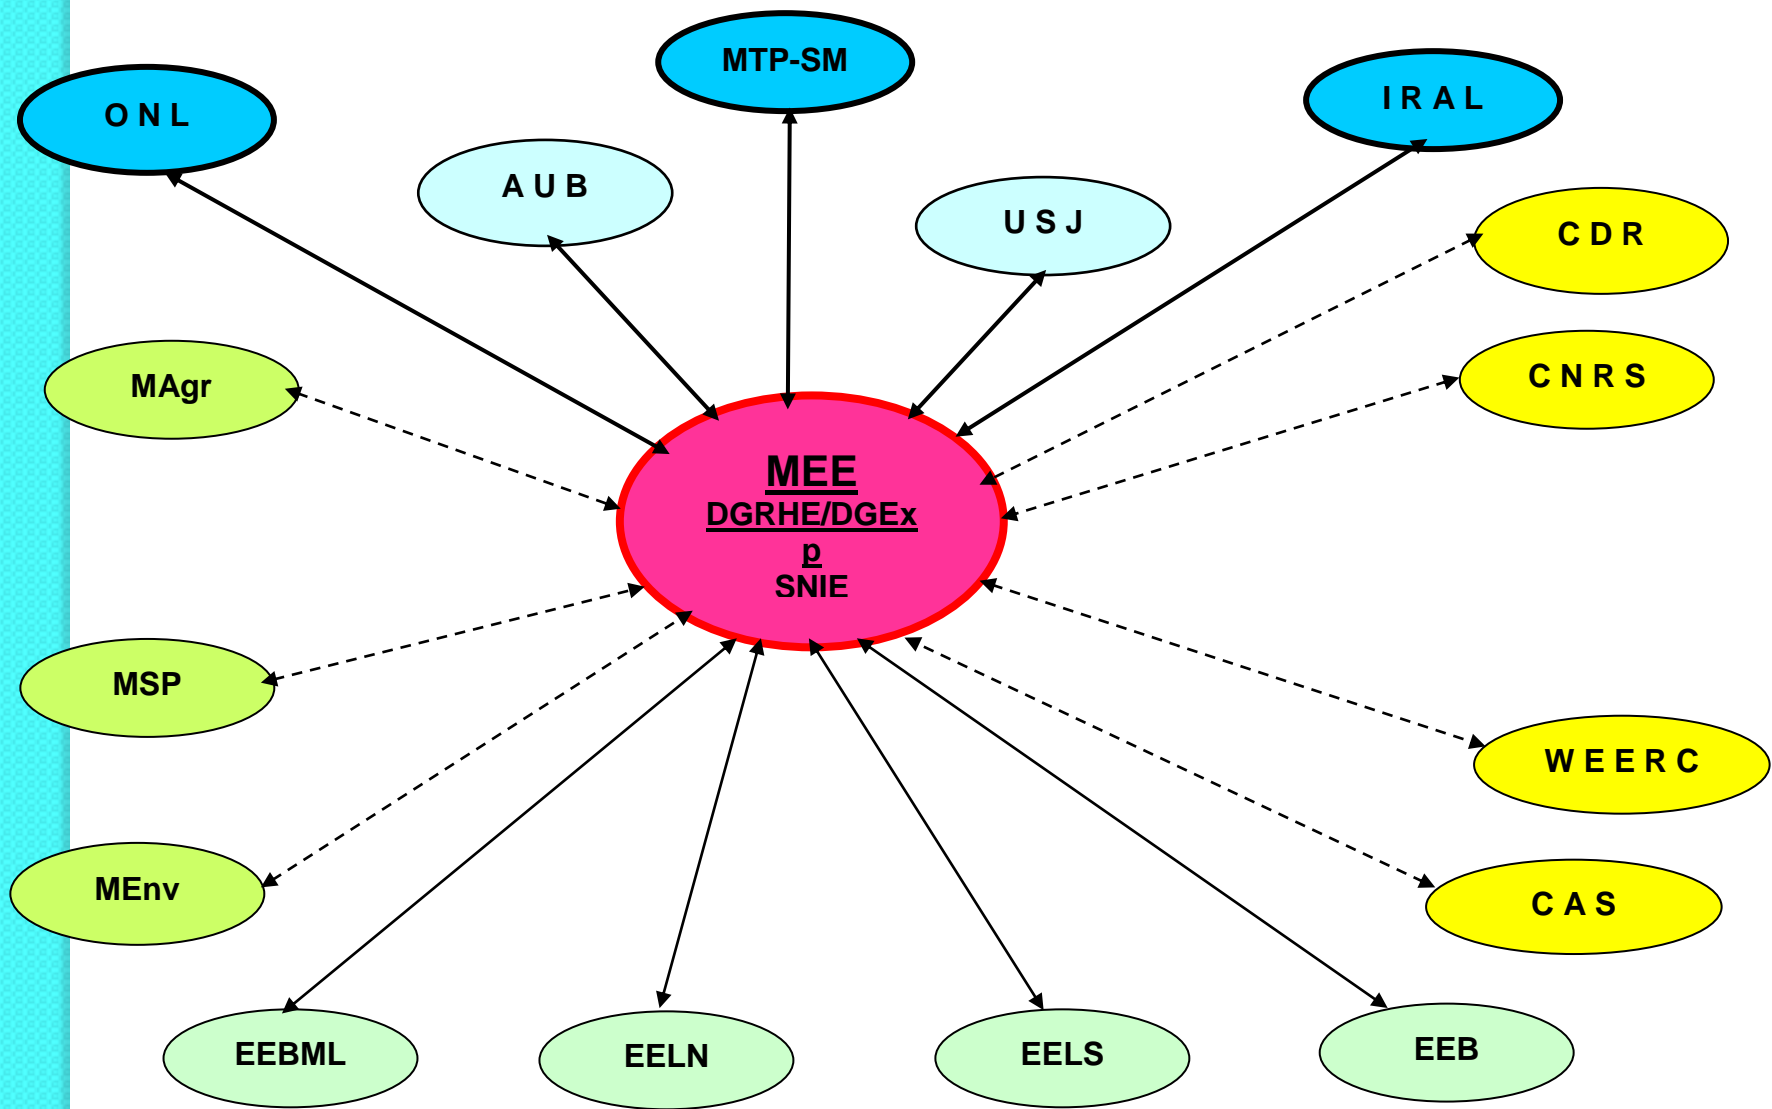 MTP-SM
O N L
I R A L
A U B
U S J
C D R
MAgr
C N R S
MEE
DGRHE/DGEx
p
SNIE
MSP
W E E R C
MEnv
C A S
EEBML
EELN
EELS
EEB